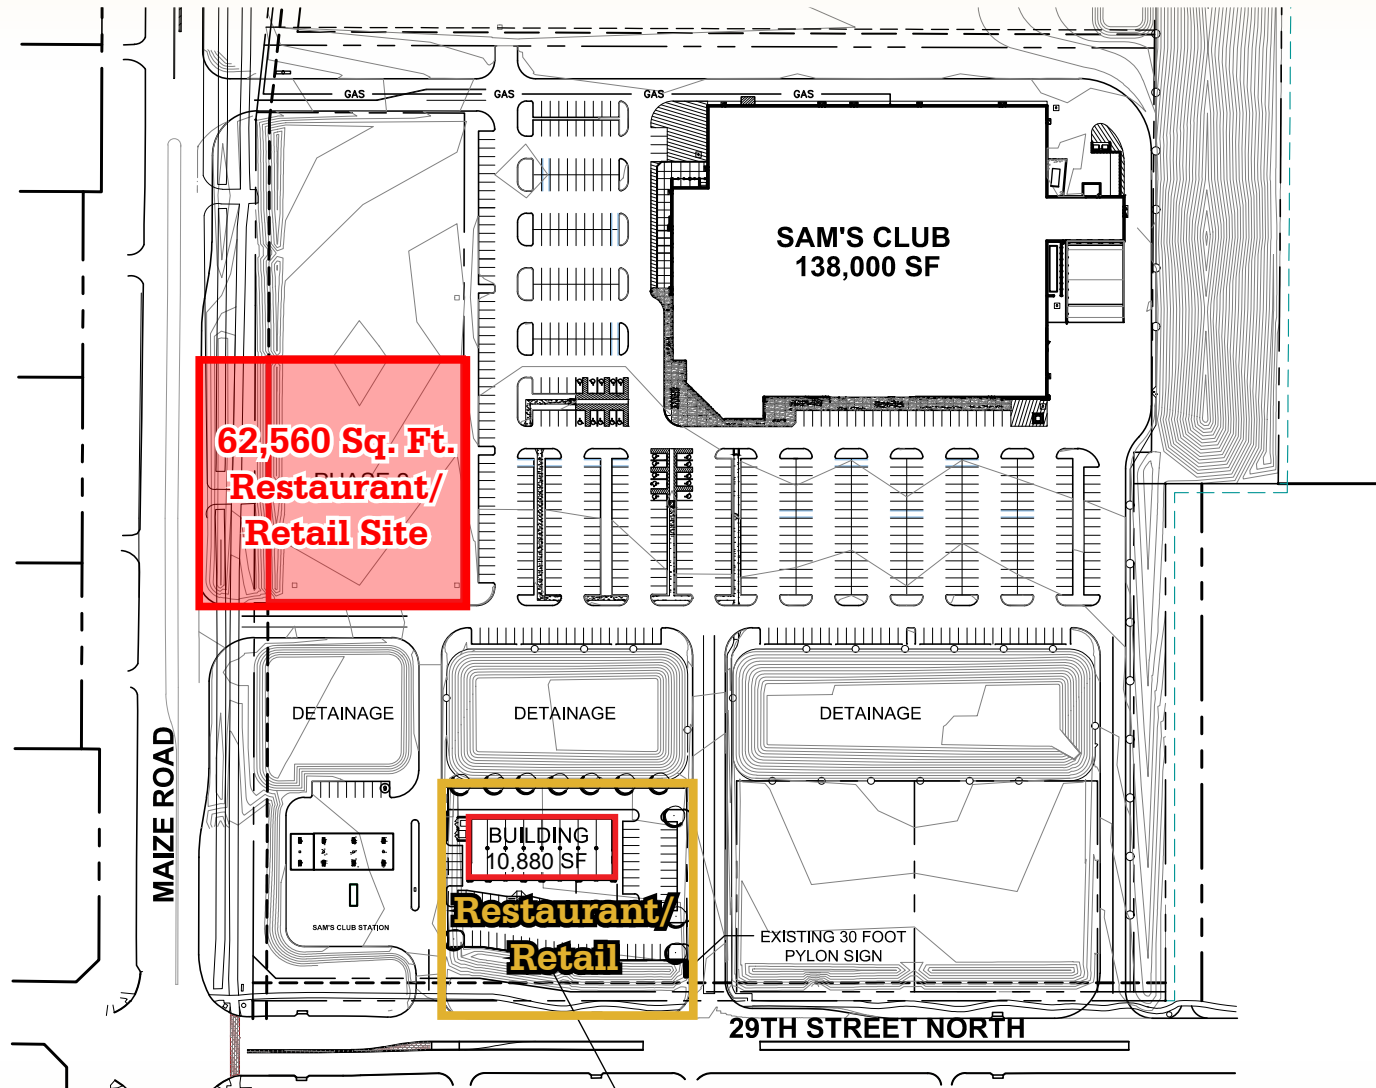 GAS GAS GAS GAS
SAM'S CLUB
138,000 SF
62,560 Sq. Ft.
Restaurant/
Retail Site
DETAINAGE DETAINAGE DETAINAGE
MAIZE ROAD
BUILDING
10,880 SF
Restaurant/
Retail
SAM'S CLUB STATION
EXISTING 30 FOOT
PYLON SIGN
29TH STREET NORTH